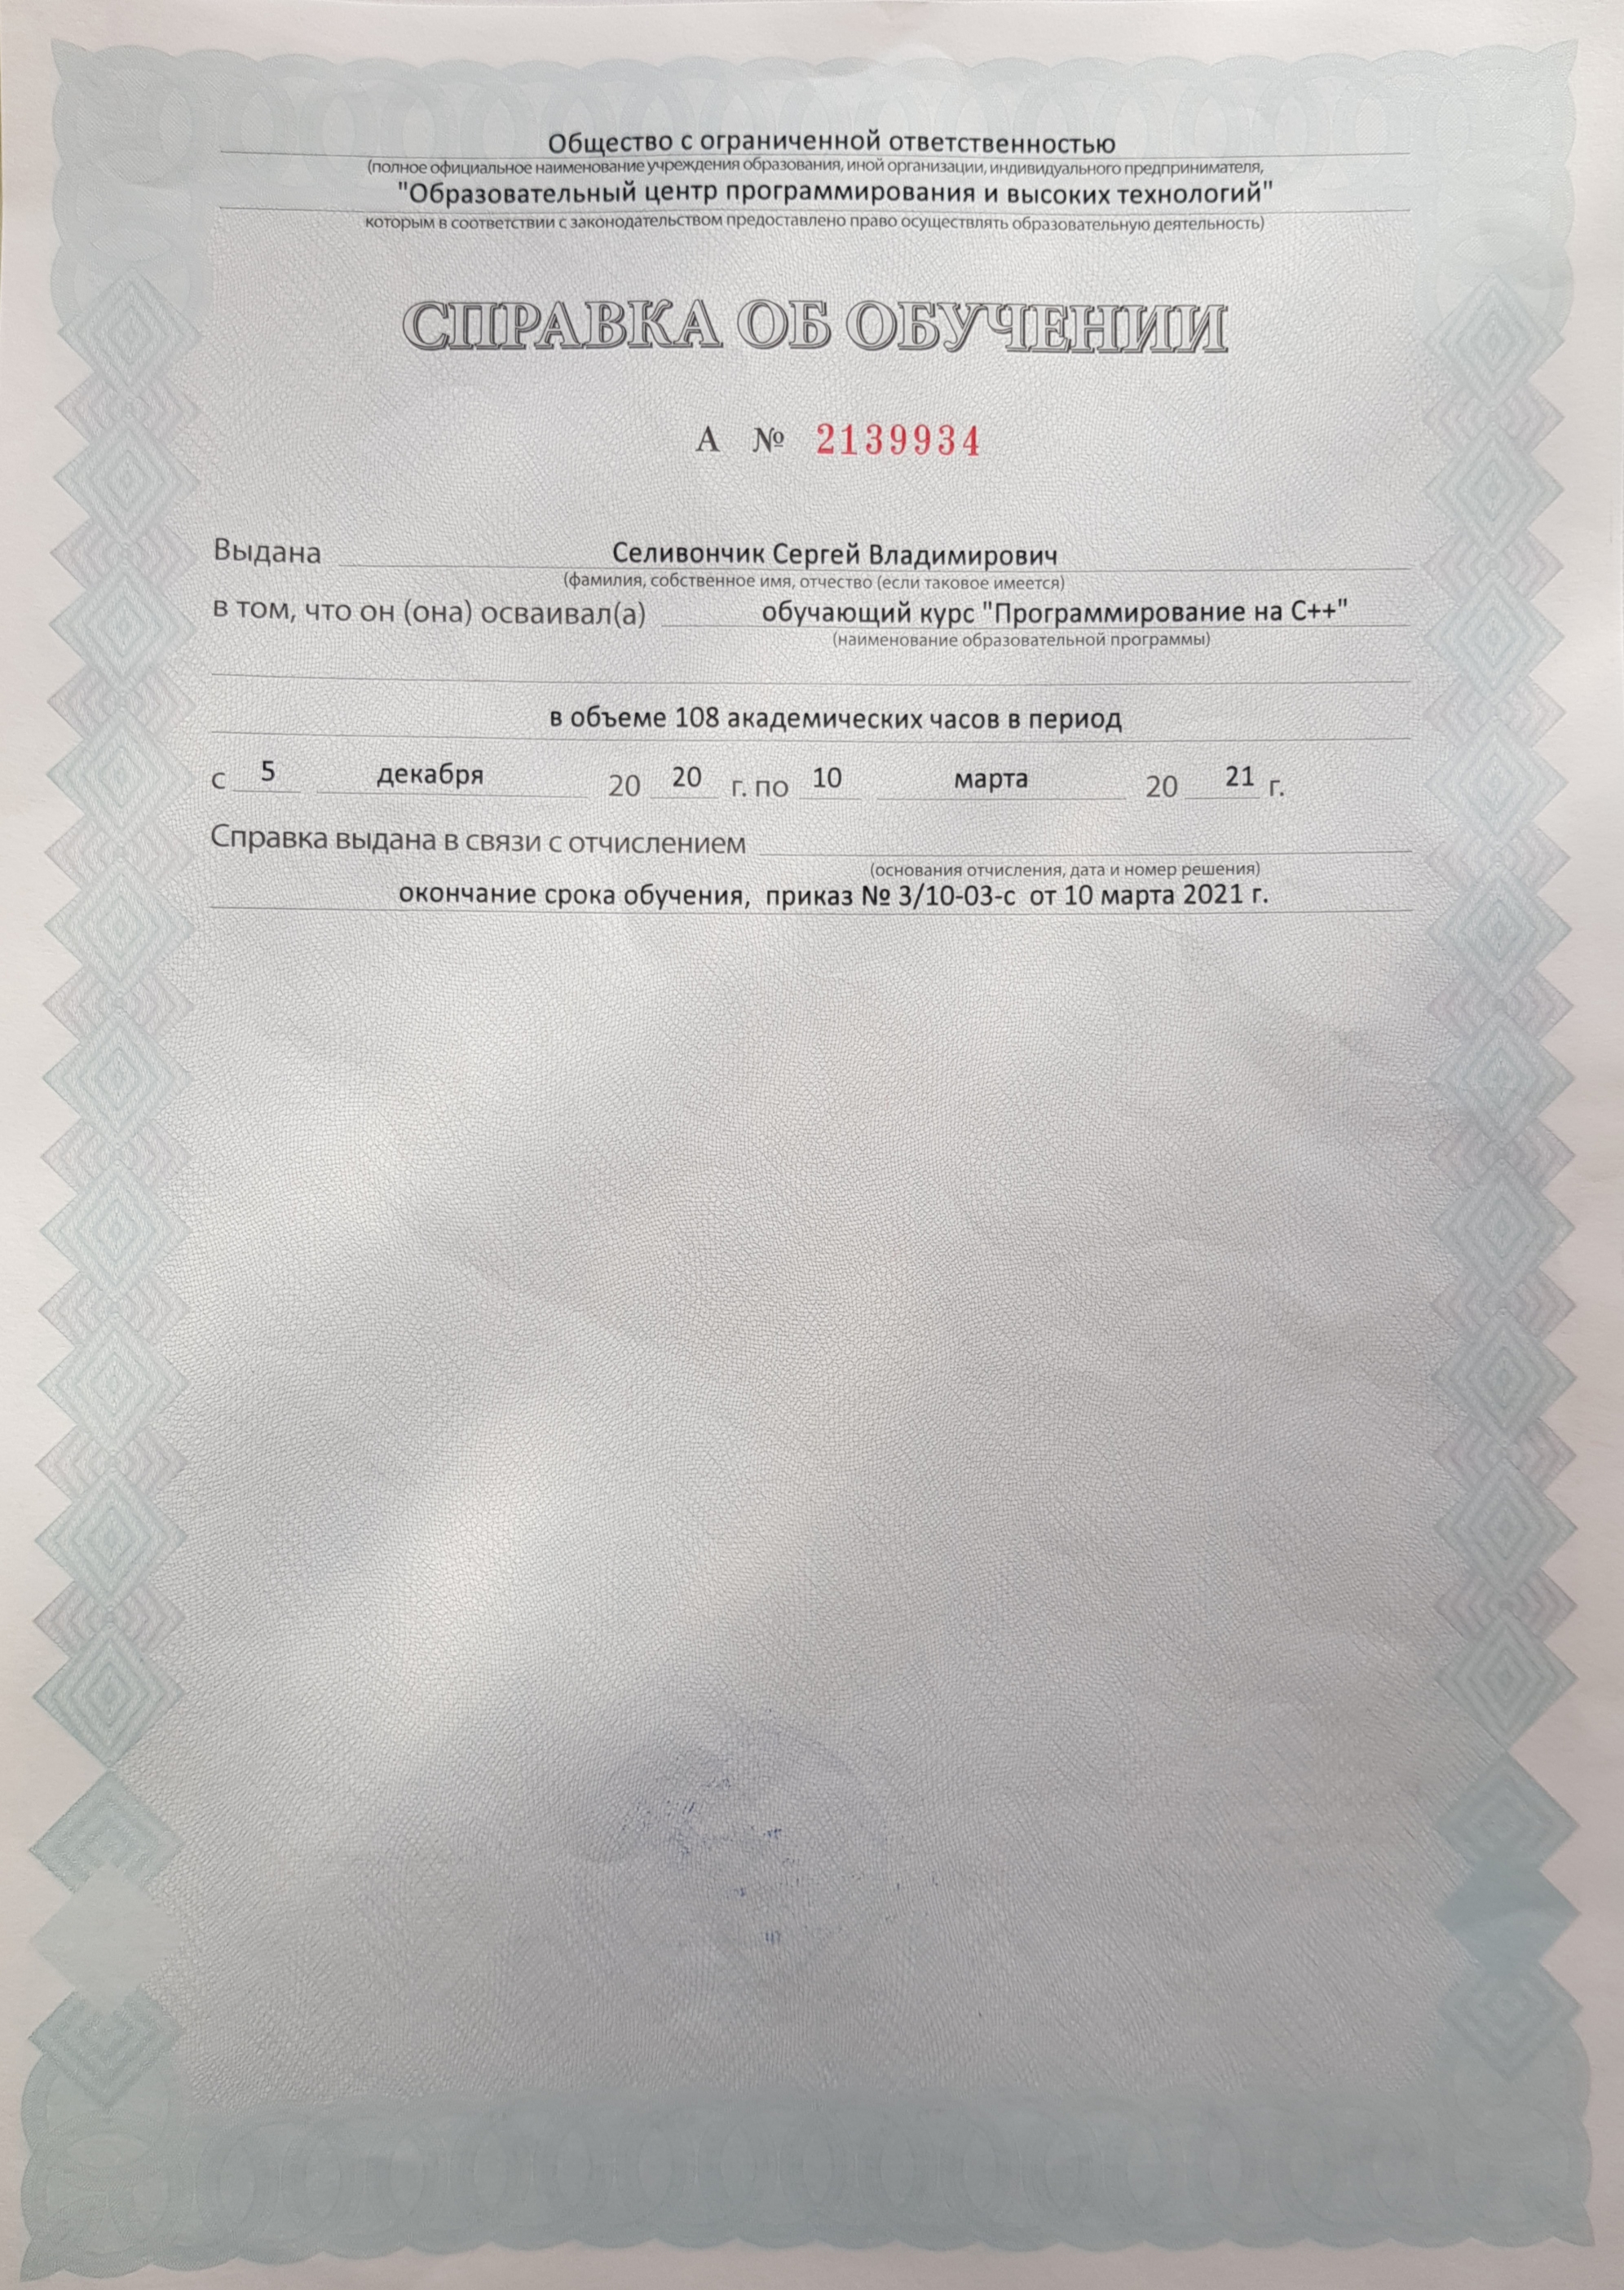 Общество с ограниченной ответственностью
(полное официальное наименование учреждения образования, иной организации, индивидуального предпринимателя,
"Образовательный центр программирования и высоких технологий"
которым в соответствии с законодательством предоставлено право осуществлять образовательную деятельность)
СПРАВКА ОБ ОБУЧЕНИИ
А № 2139934
Выдана Селивончик Сергей Владимирович
(фамилия, собственное имя, отчество (если таковое имеется)
в том, что он (она) осваивал(а) обучающий курс "Программирование на С++"
(наименование образовательной программы)
в объеме 108 академических часов в период
с 5 декабря 20 20 г. по 10 марта 20 21 г.
Справка выдана в связи с отчислением
(основания отчисления, дата и номер решения)
окончание срока обучения, приказ № 3/10-03-с от 10 марта 2021 г.